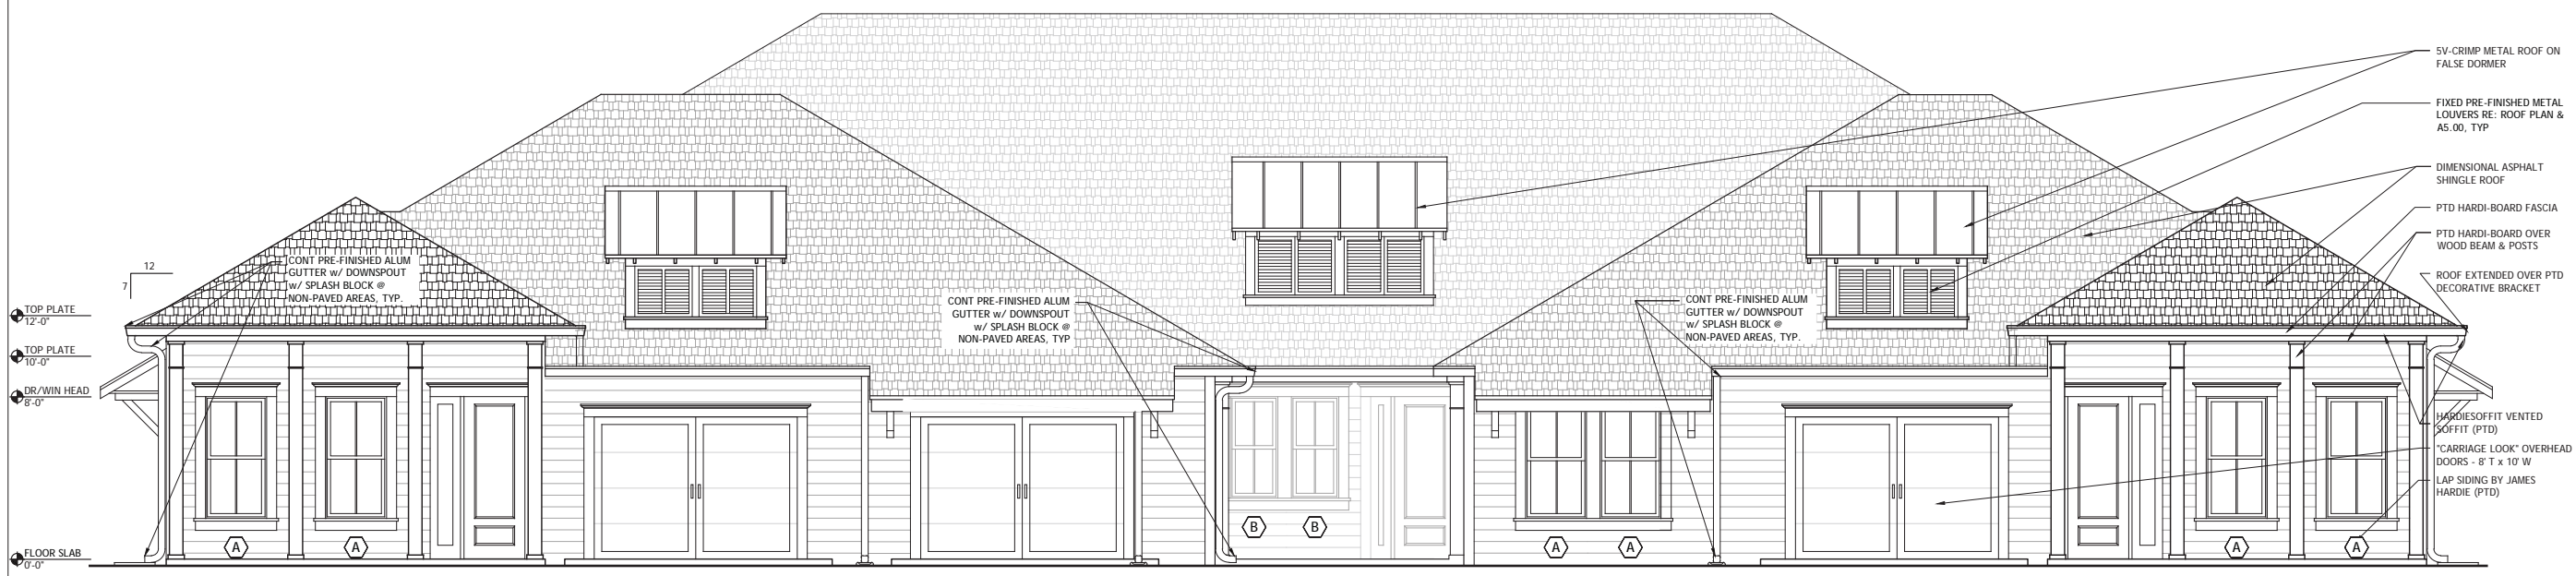 5V-CRIMP METAL ROOF ON
FALSE DORMER
FIXED PRE-FINISHED METAL
LOUVERS RE: ROOF PLAN &
A5.00, TYP
DIMENSIONAL ASPHALT
SHINGLE ROOF
PTD HARDI-BOARD FASCIA
PTD HARDI-BOARD OVER
WOOD BEAM & POSTS
ROOF EXTENDED OVER PTD
DECORATIVE BRACKET
HARDIESOFFIT VENTED
SOFFIT (PTD)
"CARRIAGE LOOK" OVERHEAD
DOORS - 8' T x 10' W
LAP SIDING BY JAMES
HARDIE (PTD)
12
7
CONT PRE-FINISHED ALUM
GUTTER w/ DOWNSPOUT
w/ SPLASH BLOCK @
NON-PAVED AREAS, TYP.
CONT PRE-FINISHED ALUM
GUTTER w/ DOWNSPOUT
w/ SPLASH BLOCK @
NON-PAVED AREAS, TYP
CONT PRE-FINISHED ALUM
GUTTER w/ DOWNSPOUT
w/ SPLASH BLOCK @
NON-PAVED AREAS, TYP.
TOP PLATE
12'-0"
TOP PLATE
10'-0"
DR/WIN HEAD
8'-0"
FLOOR SLAB
0'-0"
A
A
B
B
A
A
A
A